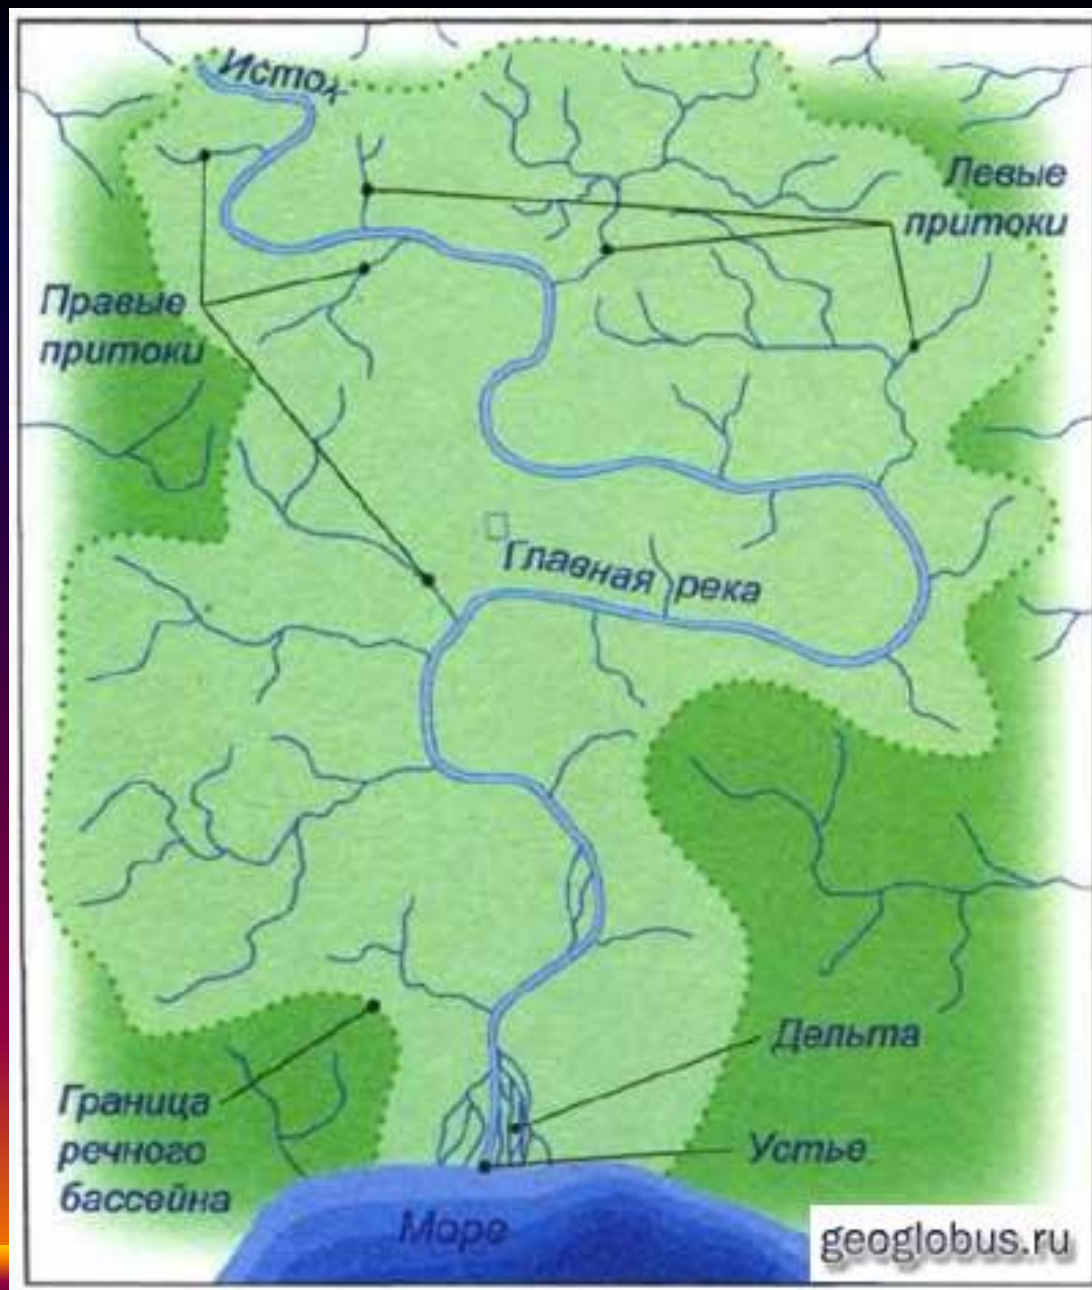 Исток
Левые
притоки
Правые
притоки
Главная река
Дельта
Граница
речного
бассейна
Устье
Море
geoglobus.ru